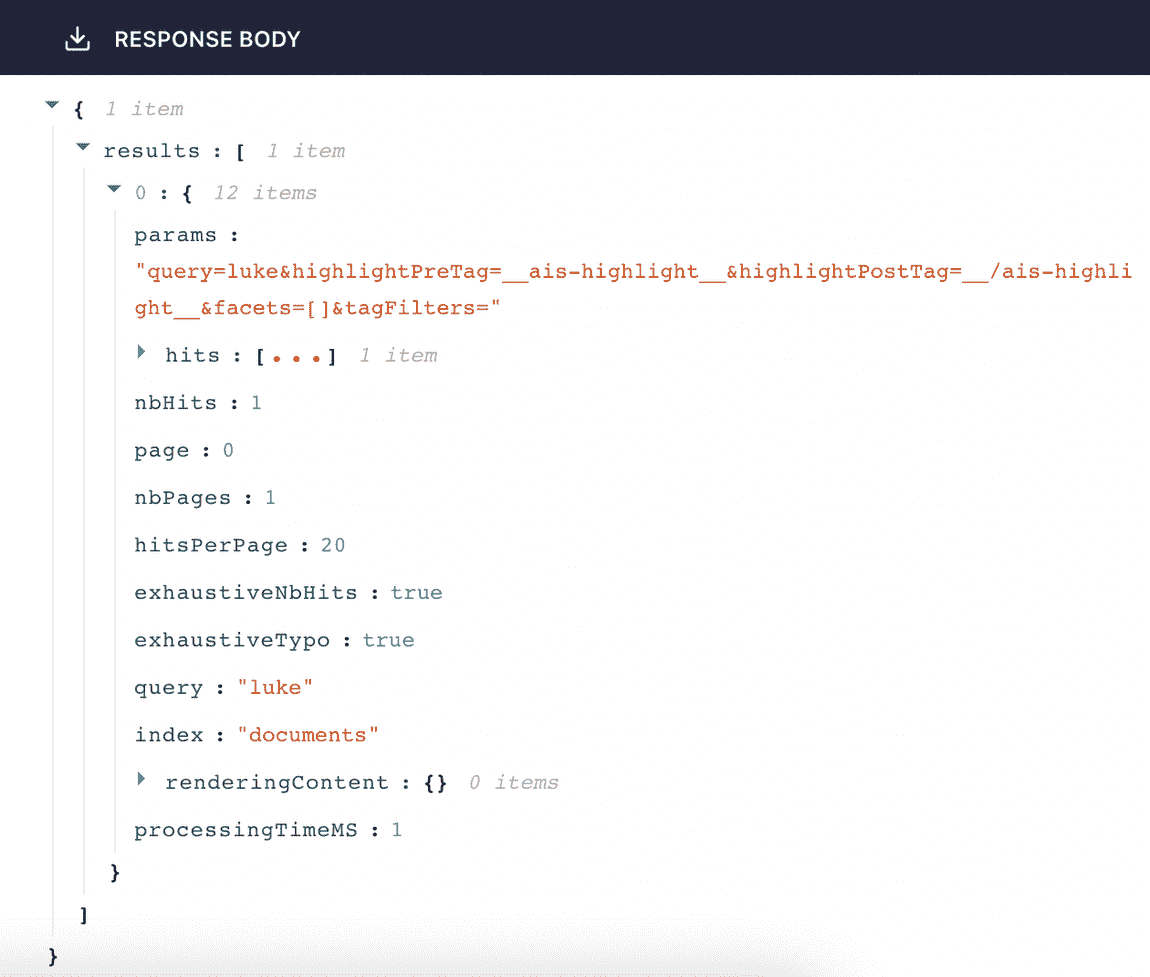 RESPONSE BODY
{ 1 item
results : [ 1 item
0 : { 12 items
params :
"query=luke&highlightPreTag=__ais-highlight__&highlightPostTag=__/ais-highli
ght__&facets=[]&tagFilters="
hits : [...] 1 item
nbHits : 1
page : 0
nbPages : 1
hitsPerPage : 20
exhaustiveNbHits : true
exhaustiveTypo : true
query : "luke"
index : "documents"
renderingContent : {} 0 items
processingTimeMS : 1
}
]
}